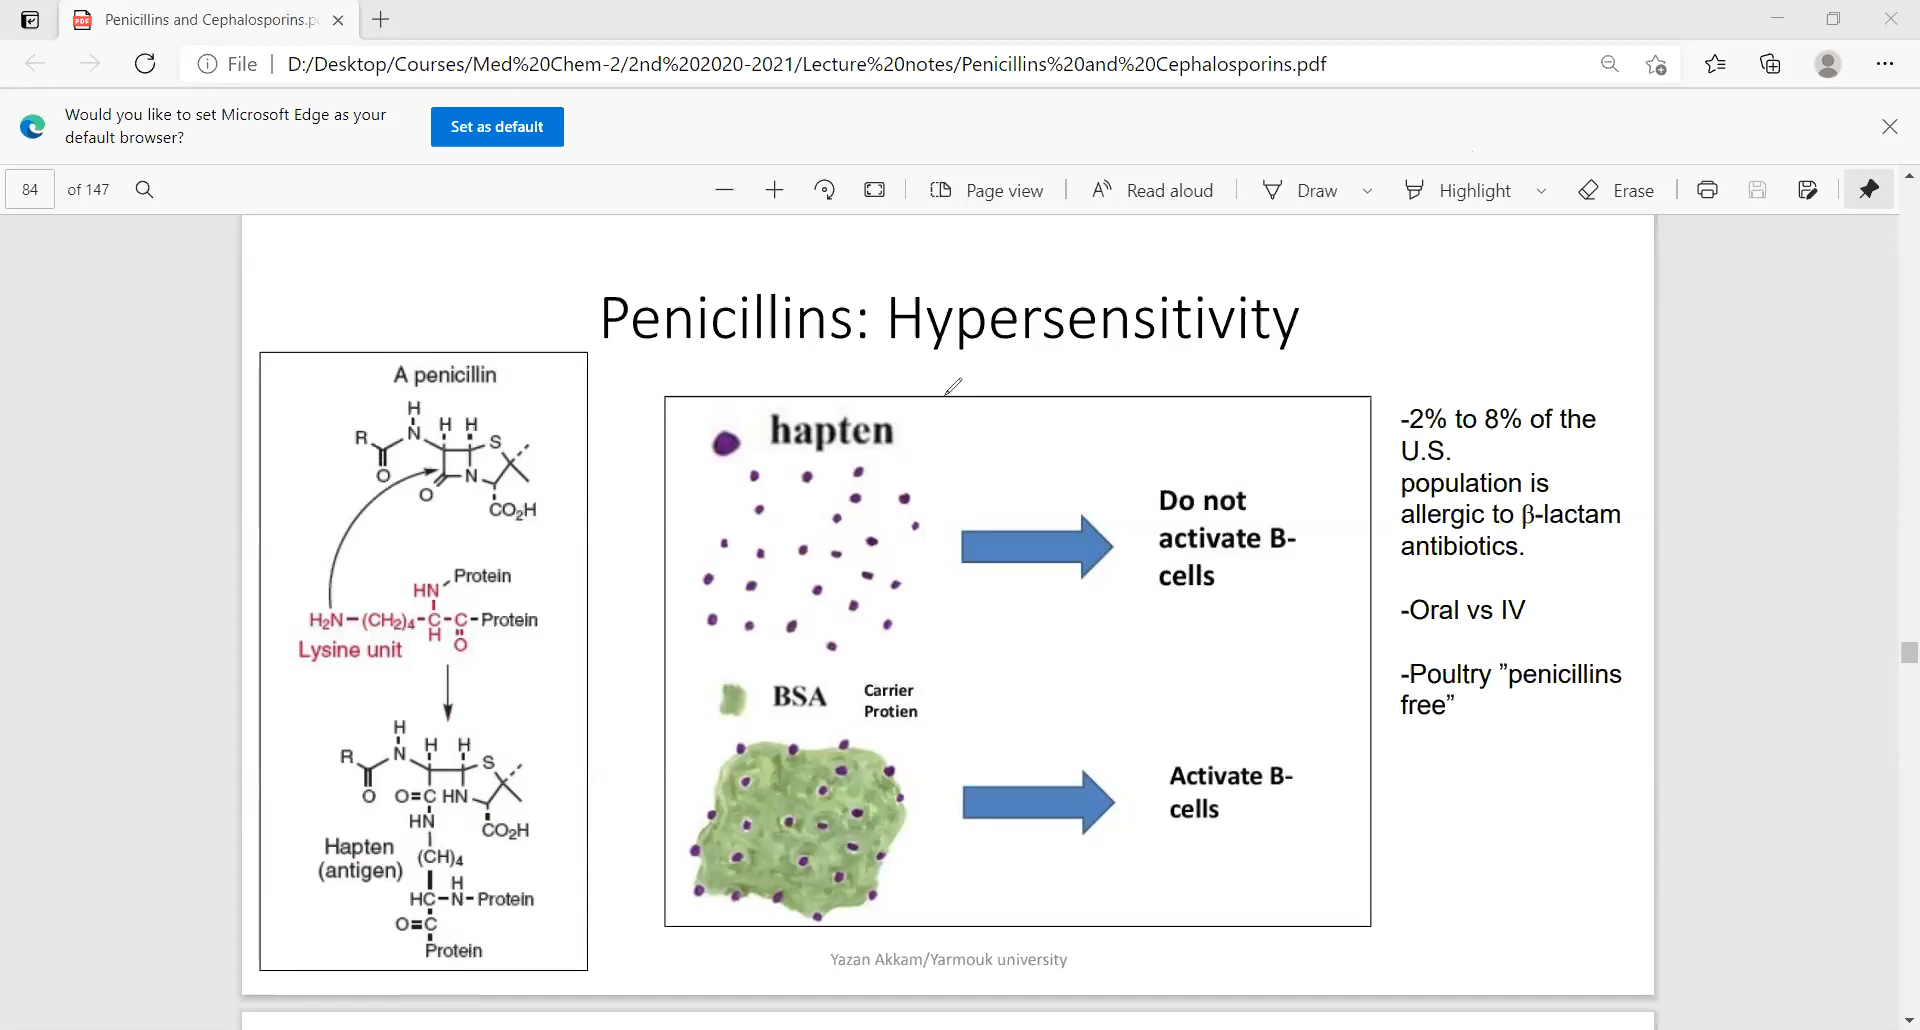 Penicillins and Cephalosporins.p
File
D:/Desktop/Courses/Med%20Chem-2/2nd%202020-2021/Lecture%20notes/Penicillins%20and%20Cephalosporins.pdf
Would you like to set Microsoft Edge as your
default browser?
Set as default
84
of 147
Page view
Read aloud
Draw
Highlight
Erase
Penicillins: Hypersensitivity
A penicillin
H
H H
R
N
S
O
N
O
CO₂H
Protein
HN
H₂N–(CH₂)₄–C–C–Protein
H O
Lysine unit
H
H H
R
N
S
O
O=C HN
HN
CO₂H
Hapten
(antigen)
(CH)₄
H
HC–N–Protein
O=C
Protein
hapten
Do not
activate B-
cells
BSA
Carrier
Protien
Activate B-
cells
-2% to 8% of the
U.S.
population is
allergic to β-lactam
antibiotics.
-Oral vs IV
-Poultry ”penicillins
free”
Yazan Akkam/Yarmouk university